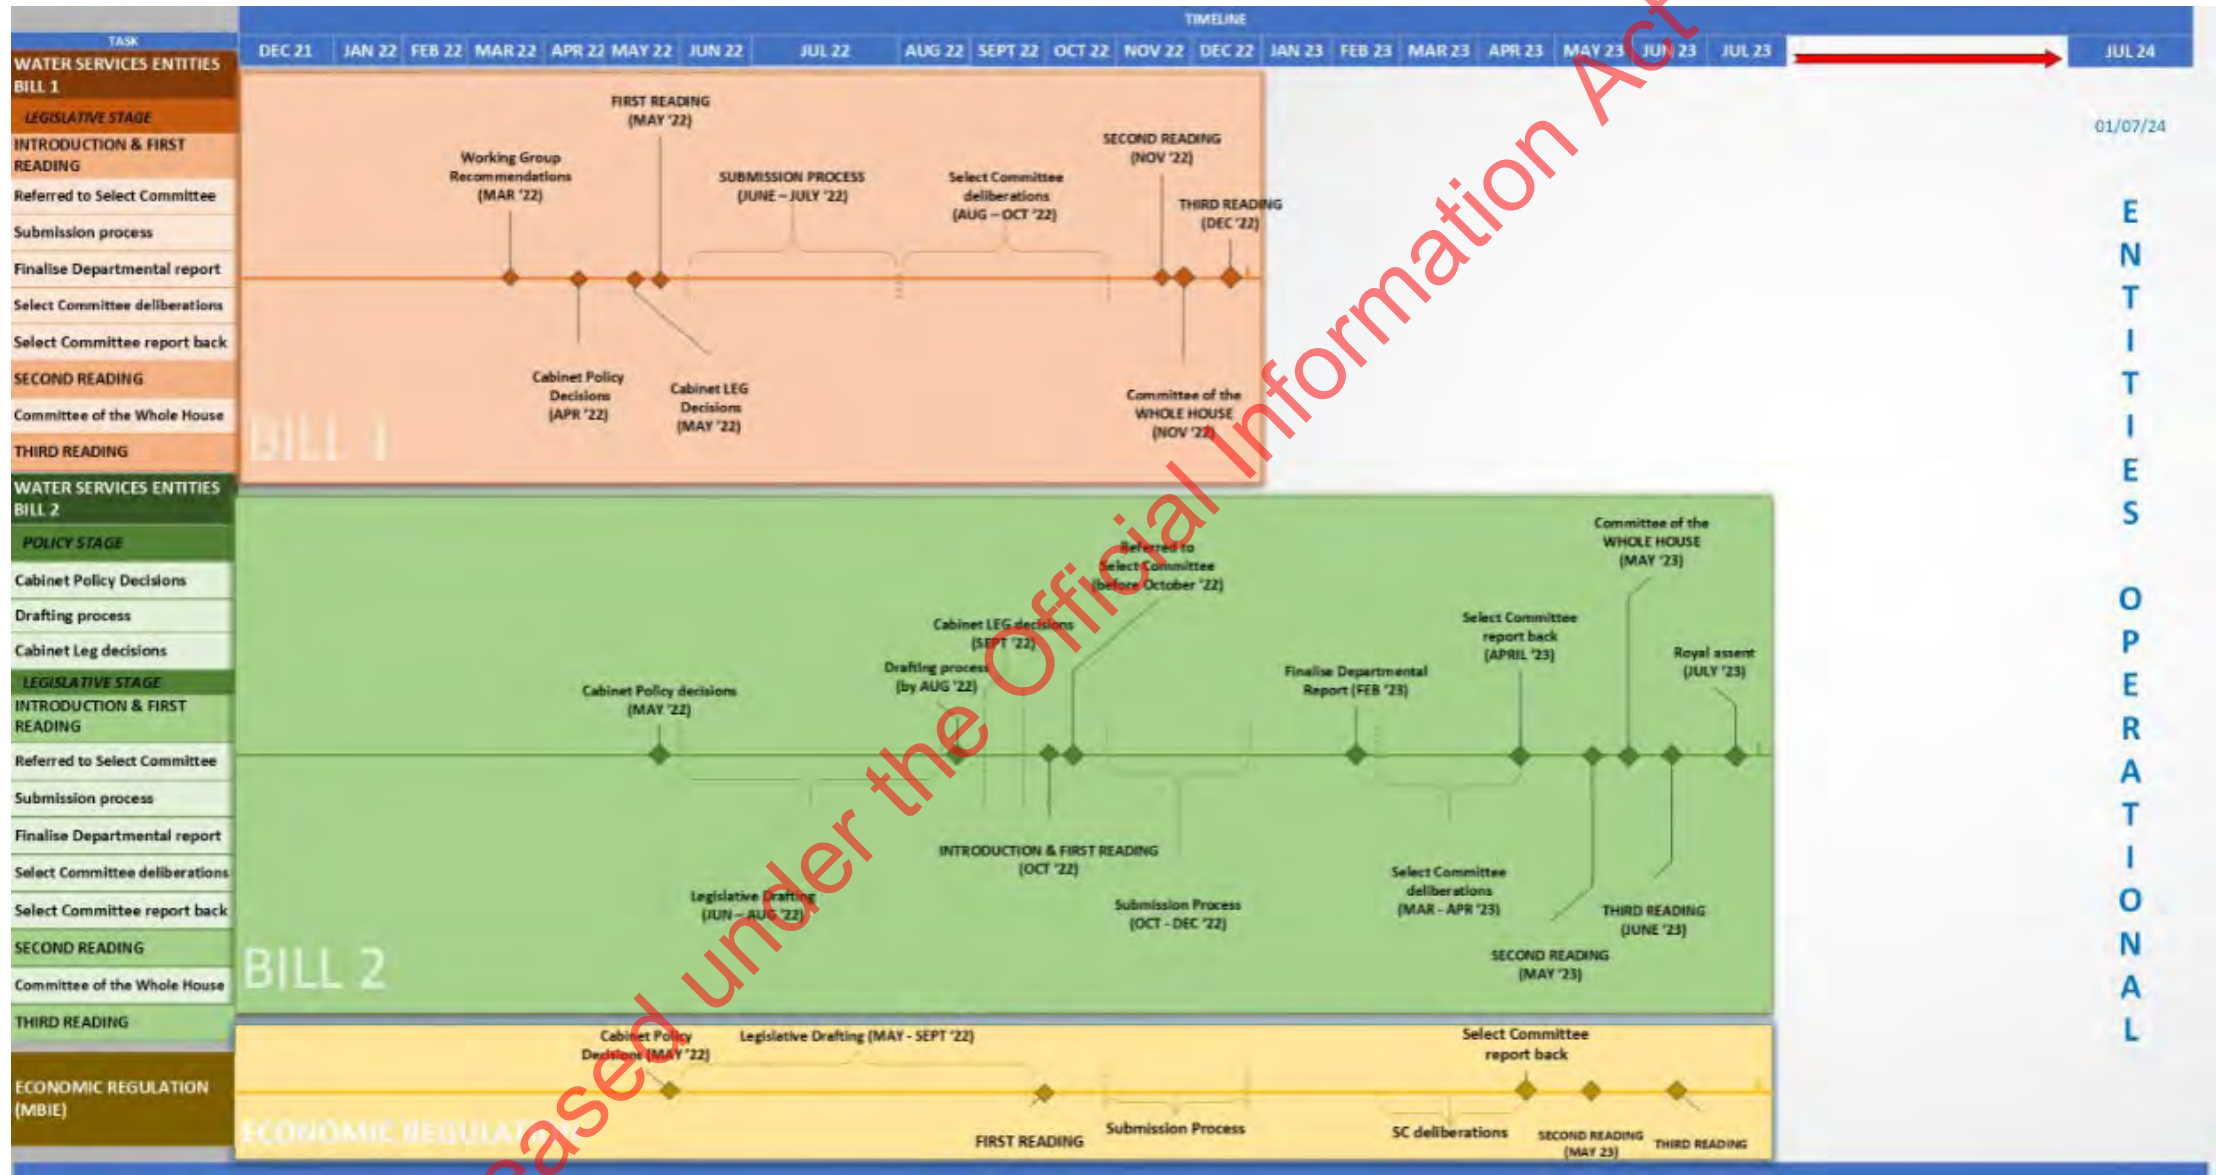 TIMELINE
TASK
DEC 21 JAN 22 FEB 22 MAR 22 APR 22 MAY 22 JUN 22 JUL 22 AUG 22 SEPT 22 OCT 22 NOV 22 DEC 22 JAN 23 FEB 23 MAR 23 APR 23 MAY 23 JUN 23 JUL 23 JUL 24
WATER SERVICES ENTITIES
BILL 1
LEGISLATIVE STAGE
INTRODUCTION & FIRST
READING
Referred to Select Committee
Submission process
Finalise Departmental report
Select Committee deliberations
Select Committee report back
SECOND READING
Committee of the Whole House
THIRD READING
FIRST READING
(MAY '22)
Working Group
Recommendations
(MAR '22)
SUBMISSION PROCESS
(JUNE – JULY '22)
Select Committee
deliberations
(AUG – OCT '22)
SECOND READING
(NOV '22)
THIRD READING
(DEC '22)
Cabinet Policy
Decisions
(APR '22)
Cabinet LEG
Decisions
(MAY '22)
Committee of the
WHOLE HOUSE
(NOV '22)
BILL 1
WATER SERVICES ENTITIES
BILL 2
POLICY STAGE
Cabinet Policy Decisions
Drafting process
Cabinet Leg decisions
LEGISLATIVE STAGE
INTRODUCTION & FIRST
READING
Referred to Select Committee
Submission process
Finalise Departmental report
Select Committee deliberations
Select Committee report back
SECOND READING
Committee of the Whole House
THIRD READING
Cabinet Policy decisions
(MAY '22)
Drafting process
(by AUG '22)
Cabinet LEG decisions
(SEPT '22)
Referred to
Select Committee
(before October '22)
Finalise Departmental
Report (FEB '23)
Select Committee
report back
(APRIL '23)
Committee of the
WHOLE HOUSE
(MAY '23)
Royal assent
(JULY '23)
Legislative Drafting
(JUN – AUG '22)
INTRODUCTION & FIRST READING
(OCT '22)
Submission Process
(OCT - DEC '22)
Select Committee
deliberations
(MAR - APR '23)
SECOND READING
(MAY '23)
THIRD READING
(JUNE '23)
BILL 2
ECONOMIC REGULATION
(MBIE)
Cabinet Policy
Decisions (MAY '22)
Legislative Drafting (MAY - SEPT '22)
Select Committee
report back
FIRST READING
Submission Process
SC deliberations
SECOND READING
(MAY 23)
THIRD READING
ECONOMIC REGULATION
01/07/24
ENTITIES OPERATIONAL
eased under the Official Information Act